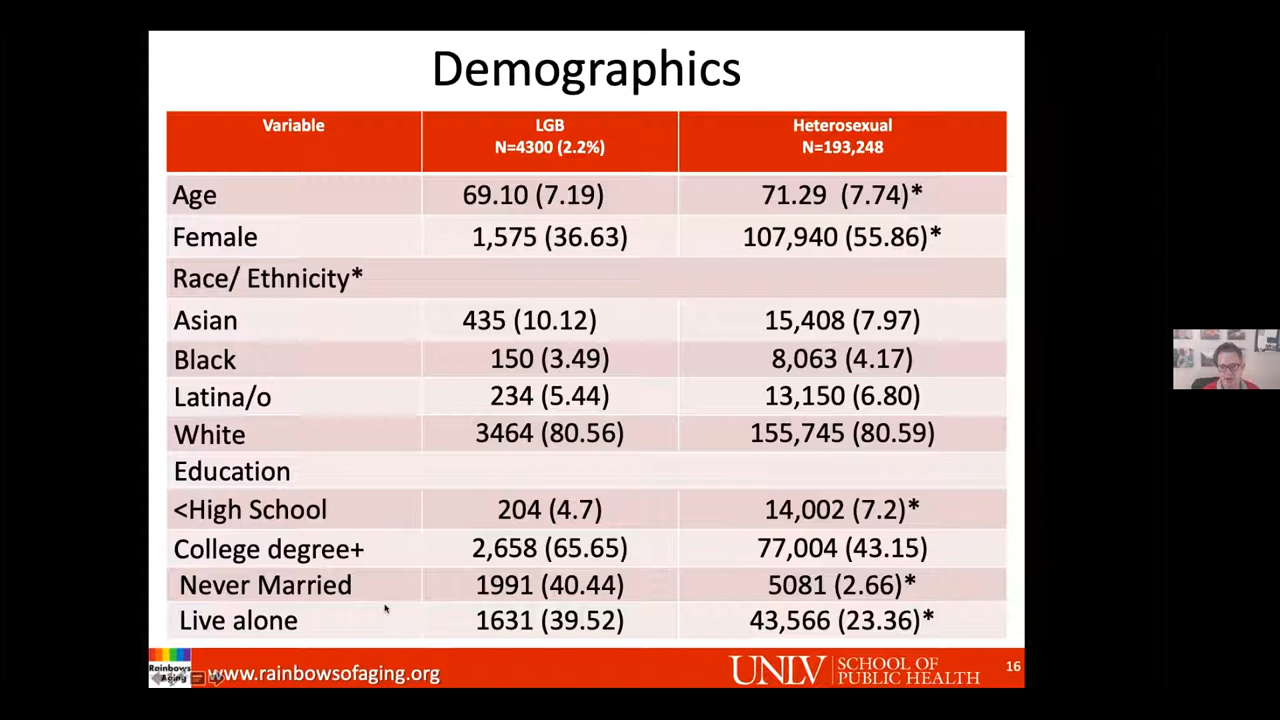 Demographics
Variable LGB Heterosexual
N=4300 (2.2%) N=193,248
Age 69.10 (7.19) 71.29 (7.74)*
Female 1,575 (36.63) 107,940 (55.86)*
Race/ Ethnicity*
Asian 435 (10.12) 15,408 (7.97)
Black 150 (3.49) 8,063 (4.17)
Latina/o 234 (5.44) 13,150 (6.80)
White 3464 (80.56) 155,745 (80.59)
Education
<High School 204 (4.7) 14,002 (7.2)*
College degree+ 2,658 (65.65) 77,004 (43.15)
Never Married 1991 (40.44) 5081 (2.66)*
Live alone 1631 (39.52) 43,566 (23.36)*
Rainbows
Aging
www.rainbowsofaging.org
UNLV SCHOOL OF
PUBLIC HEALTH
16